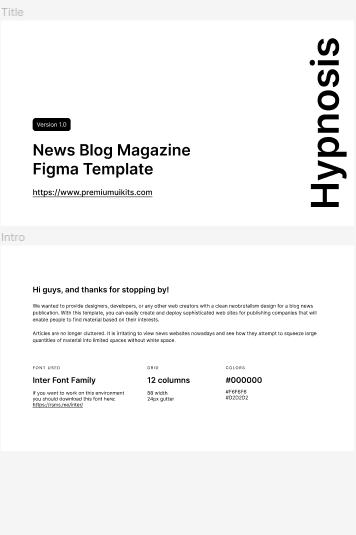 Title
Hypnosis
Version 1.0
News Blog Magazine
Figma Template
https://www.premiumuikits.com
Intro
Hi guys, and thanks for stopping by!
We wanted to provide designers, developers, or any other web creators with a clean neobrutalism design for a blog news
publication. With this template, you can easily create and deploy sophisticated web sites for publishing companies that will
enable people to find material based on their interests.
Articles are no longer cluttered. It is irritating to view news websites nowadays and see how they attempt to squeeze large
quantities of material into limited spaces without white space.
FONT USED
Inter Font Family
If you want to work on this environment
you should download this font here:
https://rsms.me/inter/
GRID
12 columns
86 width
24px gutter
COLORS
#000000
#F6F6F6
#D2D2D2